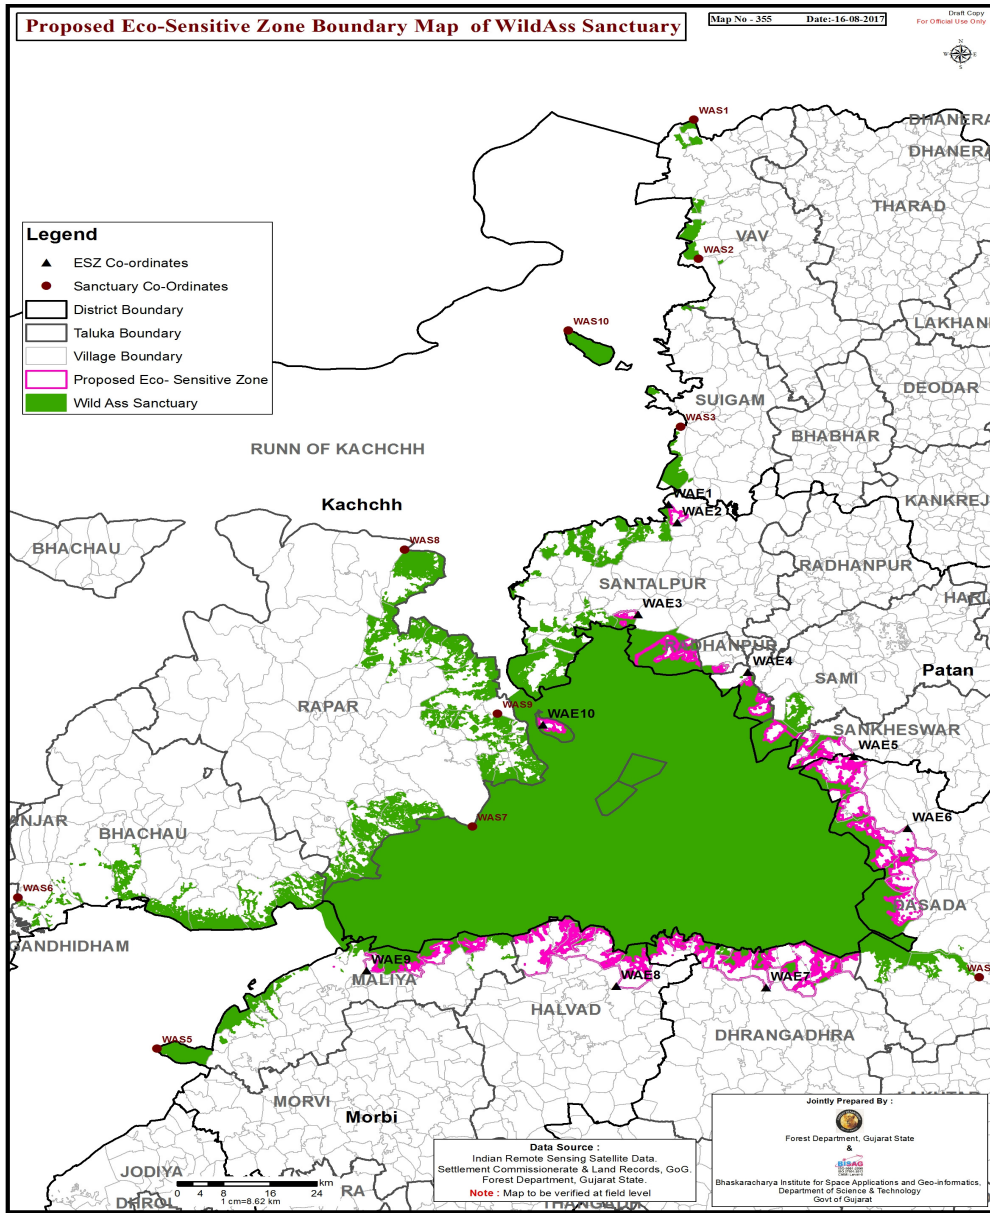 Proposed Eco-Sensitive Zone Boundary Map of WildAss Sanctuary
Map No - 355 Date:-16-08-2017
Draft Copy
For Official Use Only
N
W E
S
WAS1
DHANERA
DHANERA
THARAD
VAV
WAS2
LAKHANI
Legend
ESZ Co-ordinates
Sanctuary Co-Ordinates
District Boundary
Taluka Boundary
Village Boundary
Proposed Eco- Sensitive Zone
Wild Ass Sanctuary
WAS10
DEODAR
SUIGAM
WAS3
BHABHAR
RUNN OF KACHCHH
KANKREJ
WAE1
WAE2
Kachchh
WAS8
BHACHAU
RADHANPUR
SANTALPUR
HARIJ
WAE3
WAE4
SAMI
Patan
RAPAR
WAS9
WAE10
SANKHESWAR
WAE5
WAS7
ANJAR
BHACHAU
WAE6
WAS6
DASADA
GANDHIDHAM
WAE9
MALIYA
WAE8
WAE7
WAS
HALVAD
DHRANGADHRA
WAS5
MORVI
Morbi
JODIYA
DHROL
RA
THANGADH
km
0 4 8 16 24
1 cm=8.62 km
Data Source :
Indian Remote Sensing Satellite Data.
Settlement Commissionerate & Land Records, GoG.
Forest Department, Gujarat State.
Note : Map to be verified at field level
Jointly Prepared By :
Forest Department, Gujarat State
&
BISAG
Bhaskaracharya Institute for Space Applications and Geo-informatics,
Department of Science & Technology
Govt of Gujarat